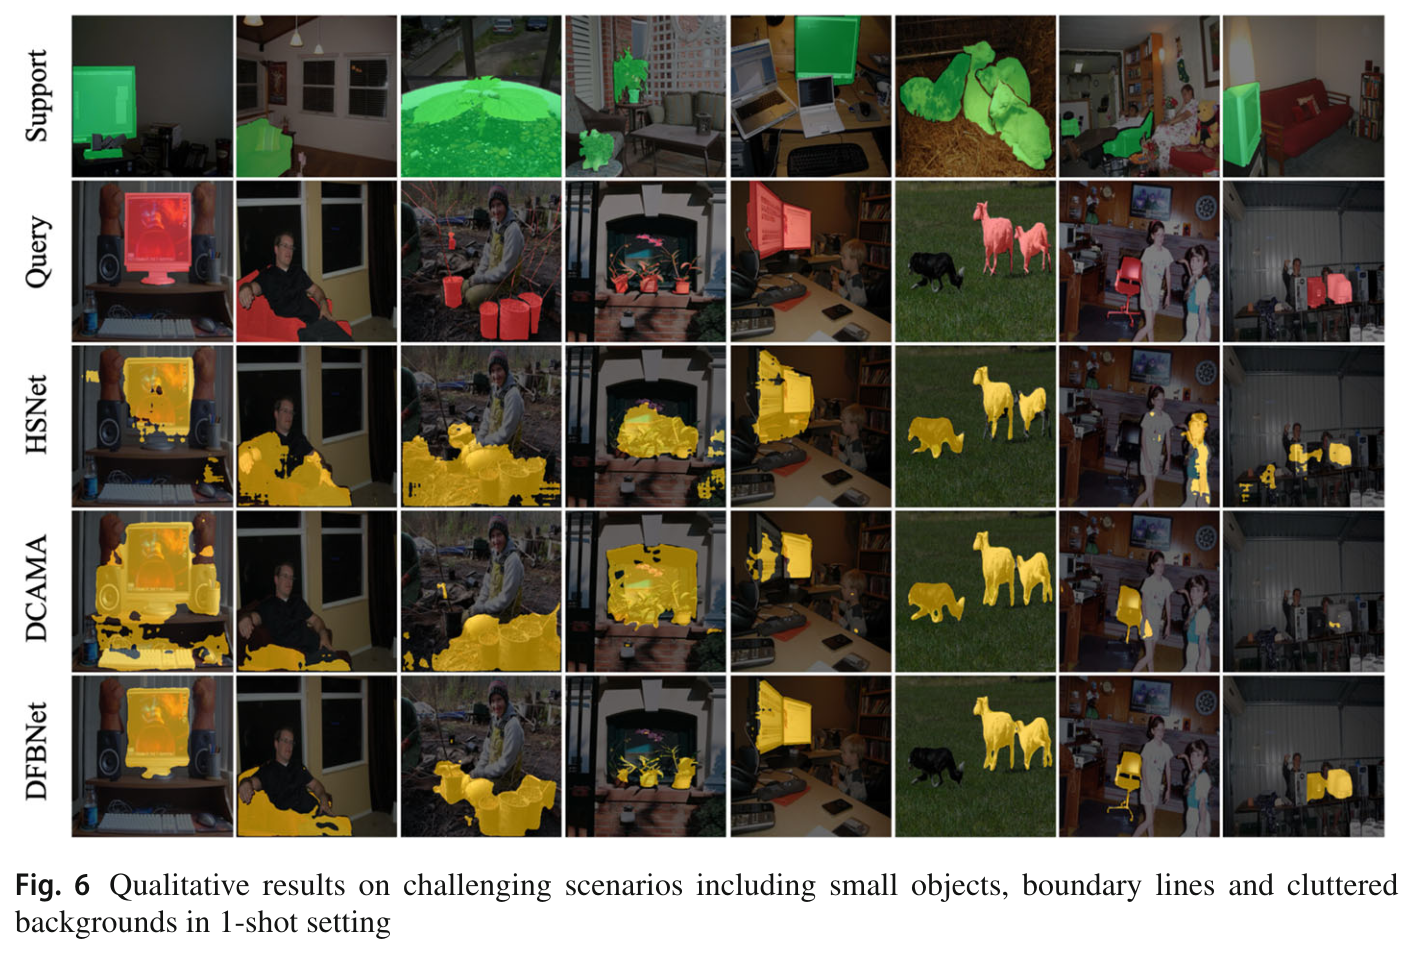 Support
Query
HSNet
DCAMA
DFBNet
Fig. 6 Qualitative results on challenging scenarios including small objects, boundary lines and cluttered
backgrounds in 1-shot setting